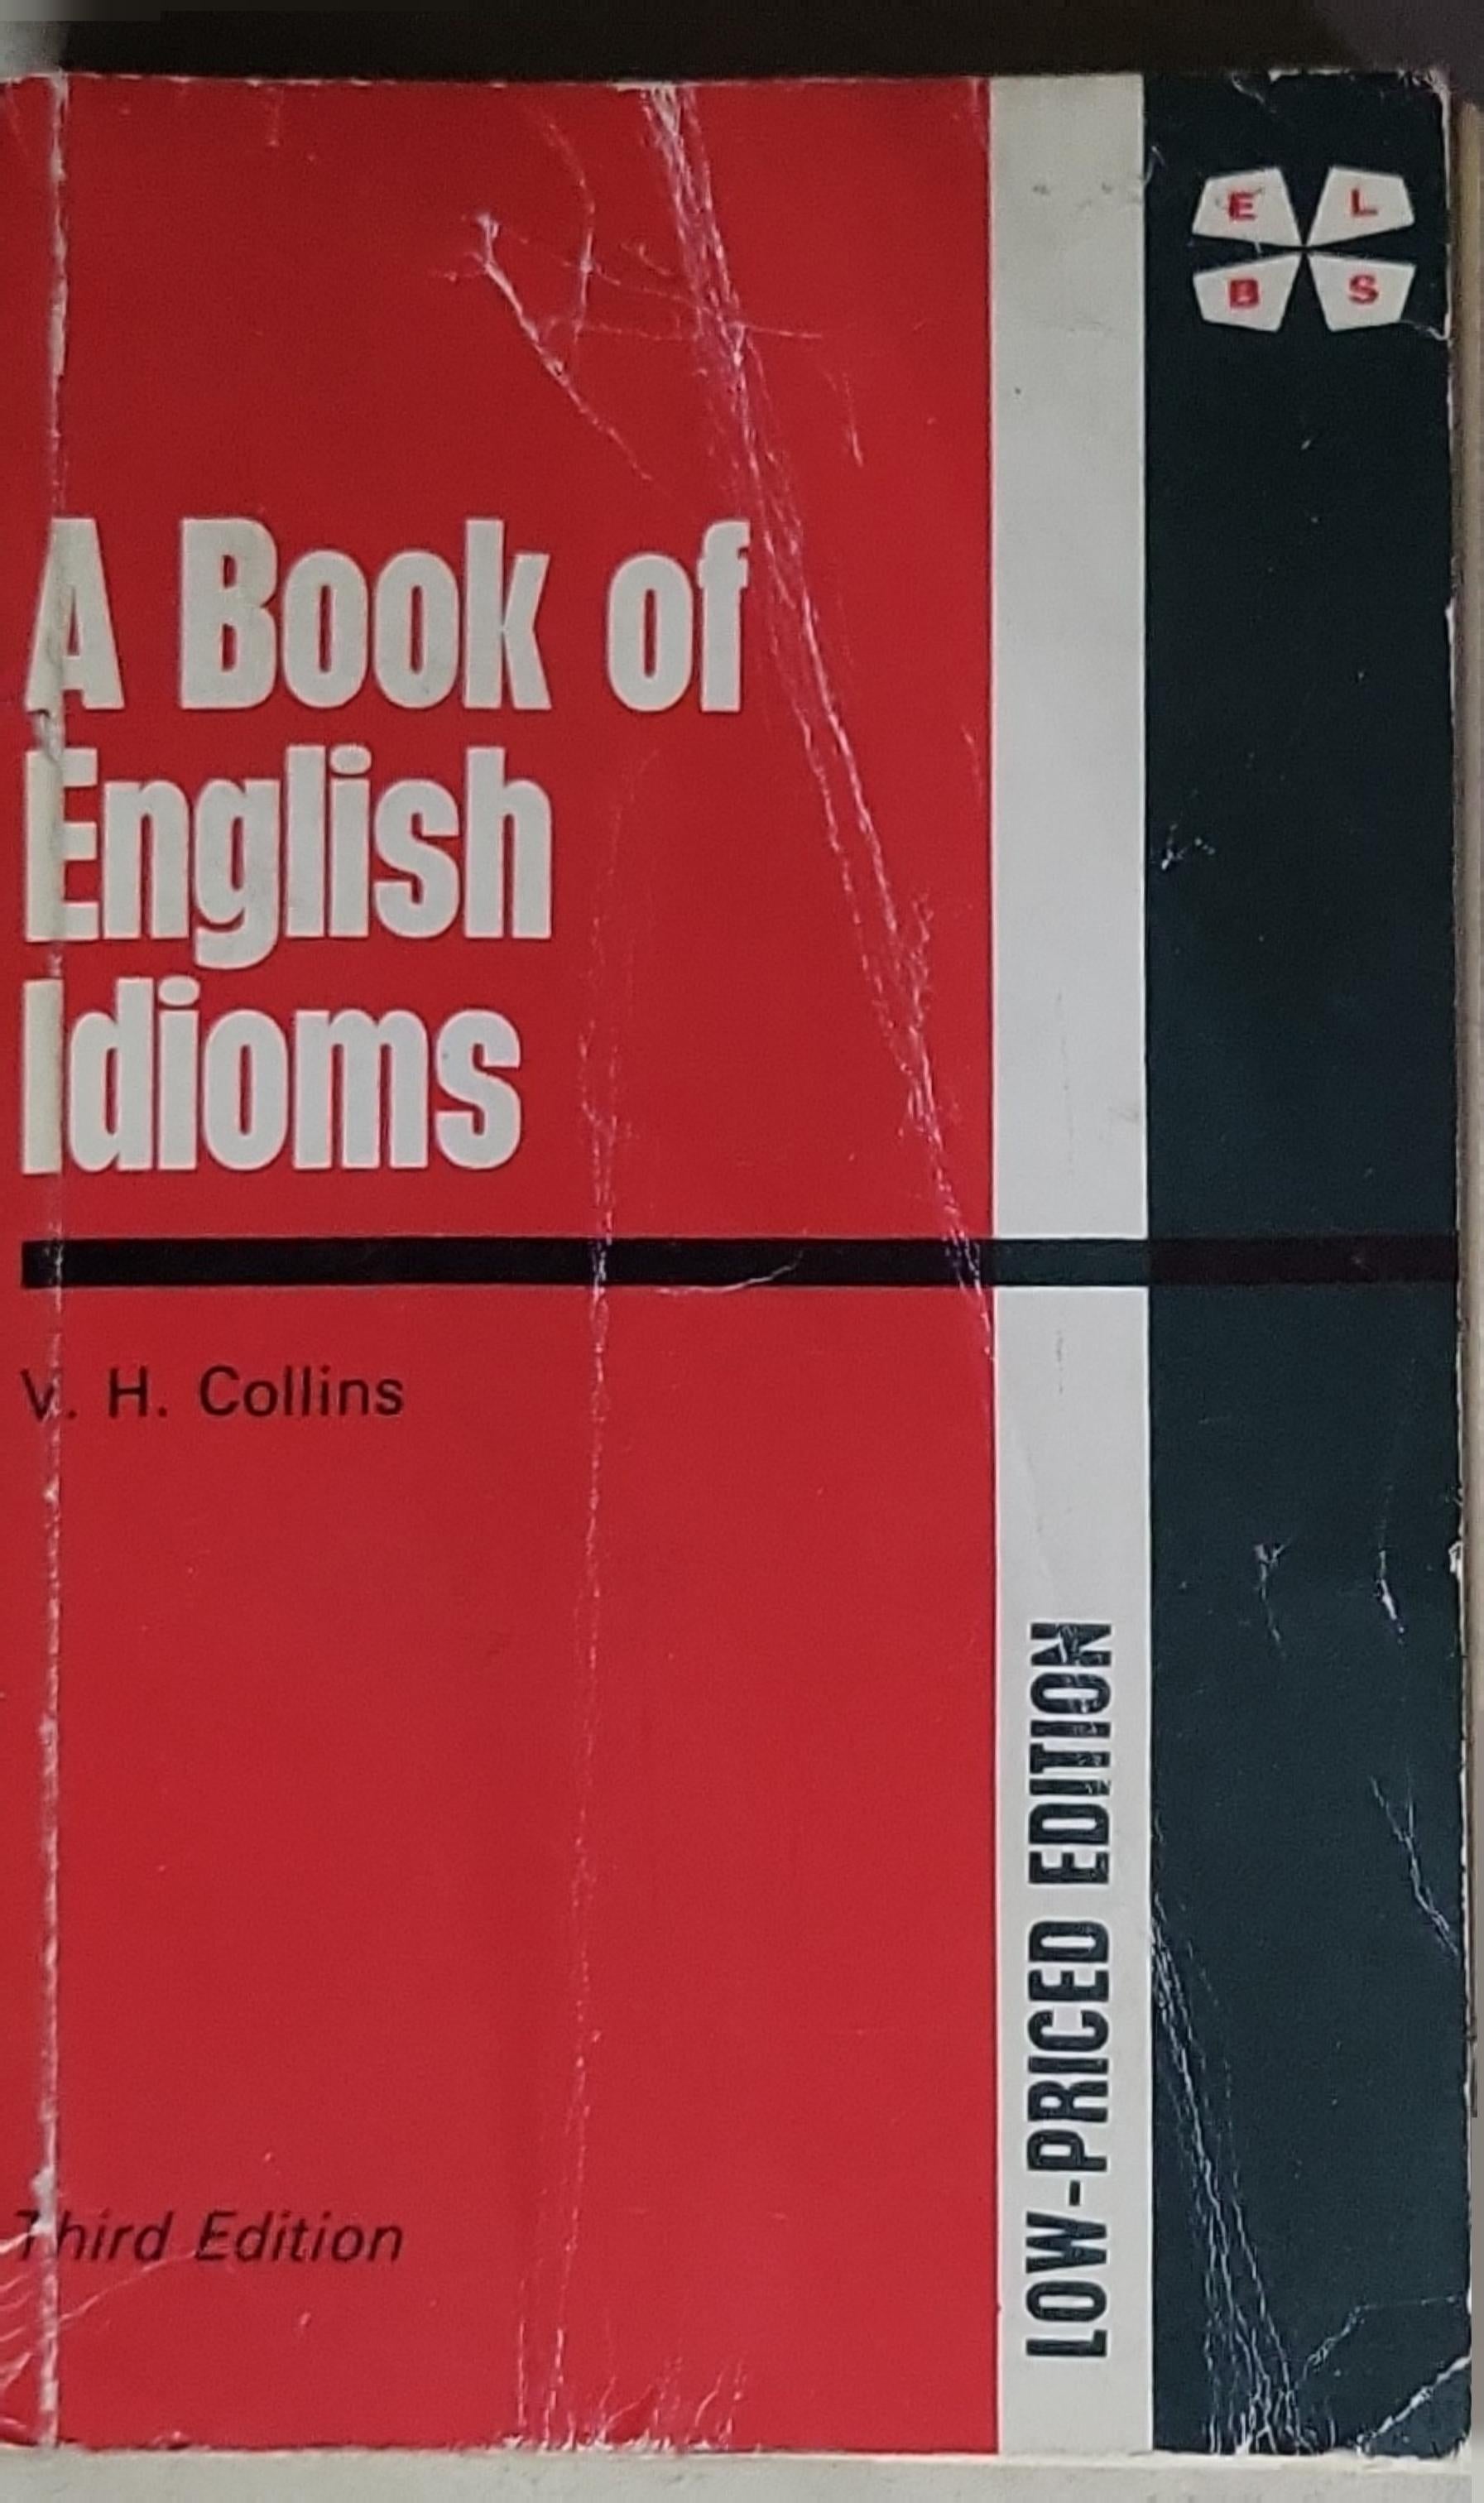 E L
B S
A Book of
English
Idioms
V. H. Collins
Third Edition
LOW-PRICED EDITION